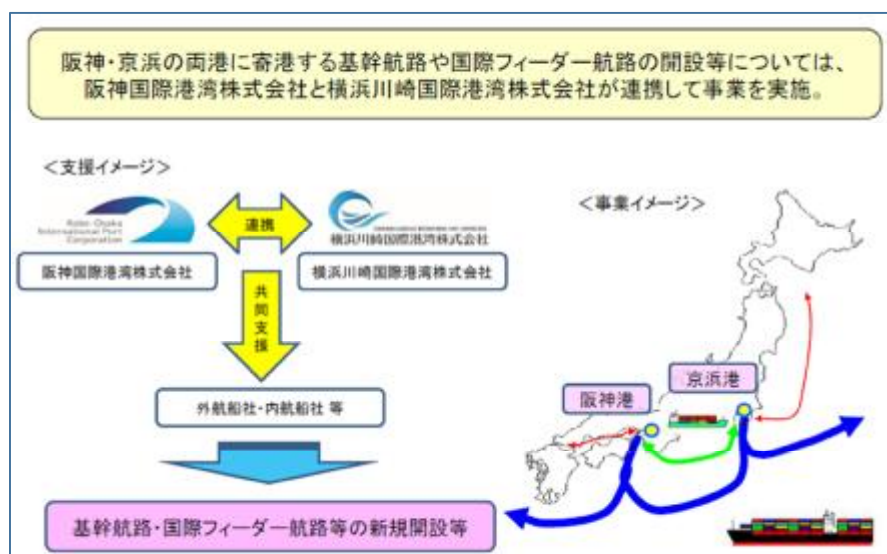 阪神・京浜の両港に寄港する基幹航路や国際フィーダー航路の開設等については、
阪神国際港湾株式会社と横浜川崎国際港湾株式会社が連携して事業を実施。
＜支援イメージ＞
Kobe-Osaka
International Port
Corporation
連携
横浜川崎国際港湾株式会社
阪神国際港湾株式会社
横浜川崎国際港湾株式会社
共同支援
外航船社・内航船社 等
基幹航路・国際フィーダー航路等の新規開設等
＜事業イメージ＞
京浜港
阪神港